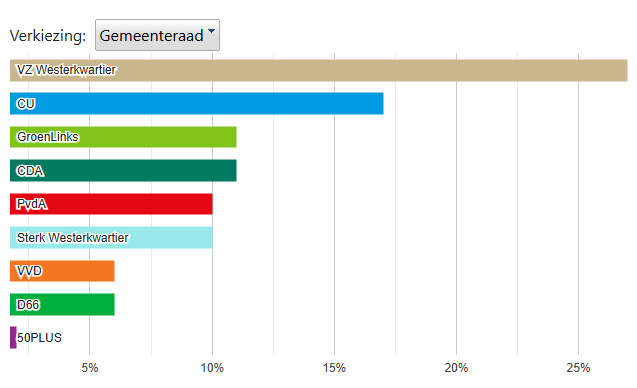 Verkiezing: Gemeenteraad
VZ Westerkwartier
CU
GroenLinks
CDA
PvdA
Sterk Westerkwartier
VVD
D66
50PLUS
5% 10% 15% 20% 25%